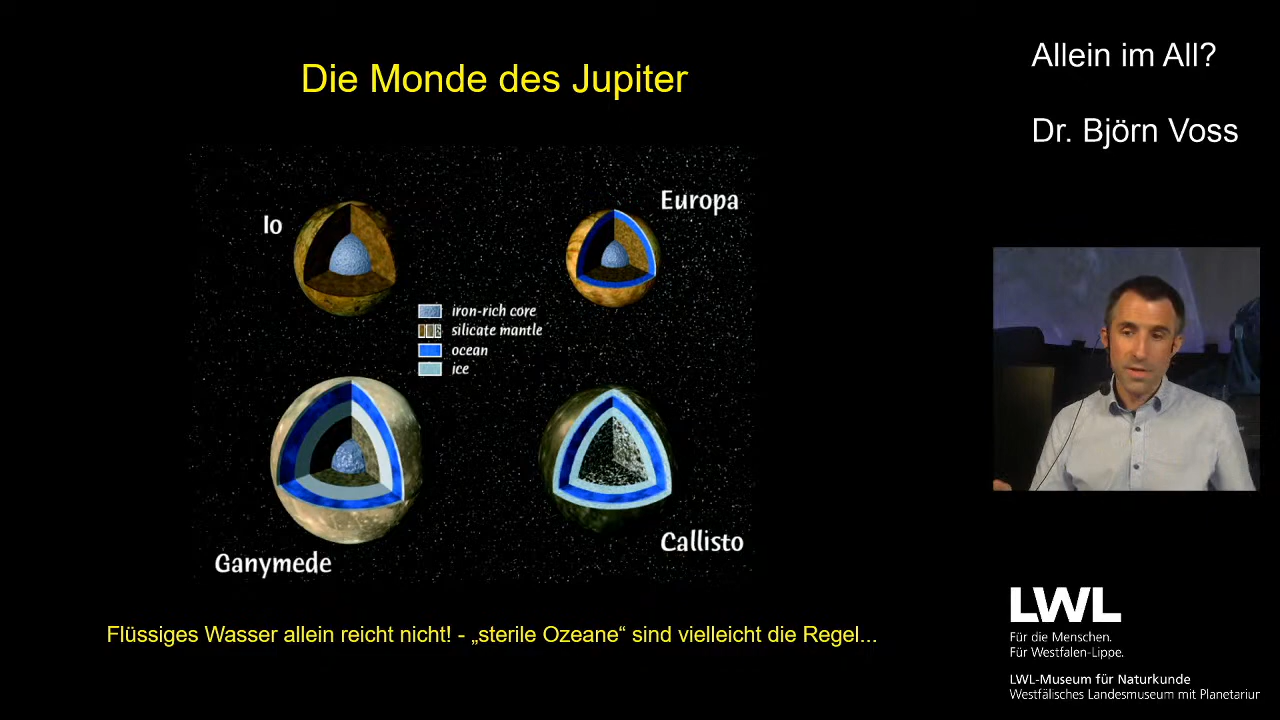 Die Monde des Jupiter
Io
Europa
iron-rich core
silicate mantle
ocean
ice
Ganymede
Callisto
Flüssiges Wasser allein reicht nicht! - „sterile Ozeane“ sind vielleicht die Regel...
Allein im All?
Dr. Björn Voss
LWL
Für die Menschen.
Für Westfalen-Lippe.
LWL-Museum für Naturkunde
Westfälisches Landesmuseum mit Planetariur